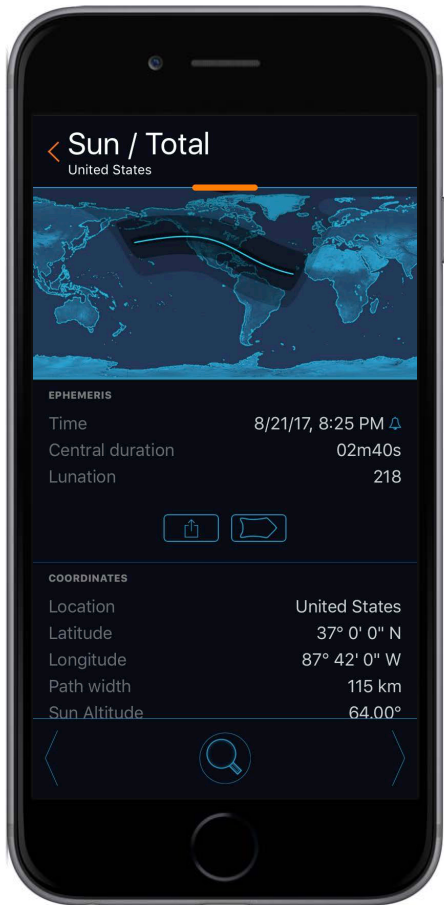 Sun / Total
United States
EPHEMERIS
Time 8/21/17, 8:25 PM
Central duration 02m40s
Lunation 218
COORDINATES
Location United States
Latitude 37° 0' 0" N
Longitude 87° 42' 0" W
Path width 115 km
Sun Altitude 64.00°